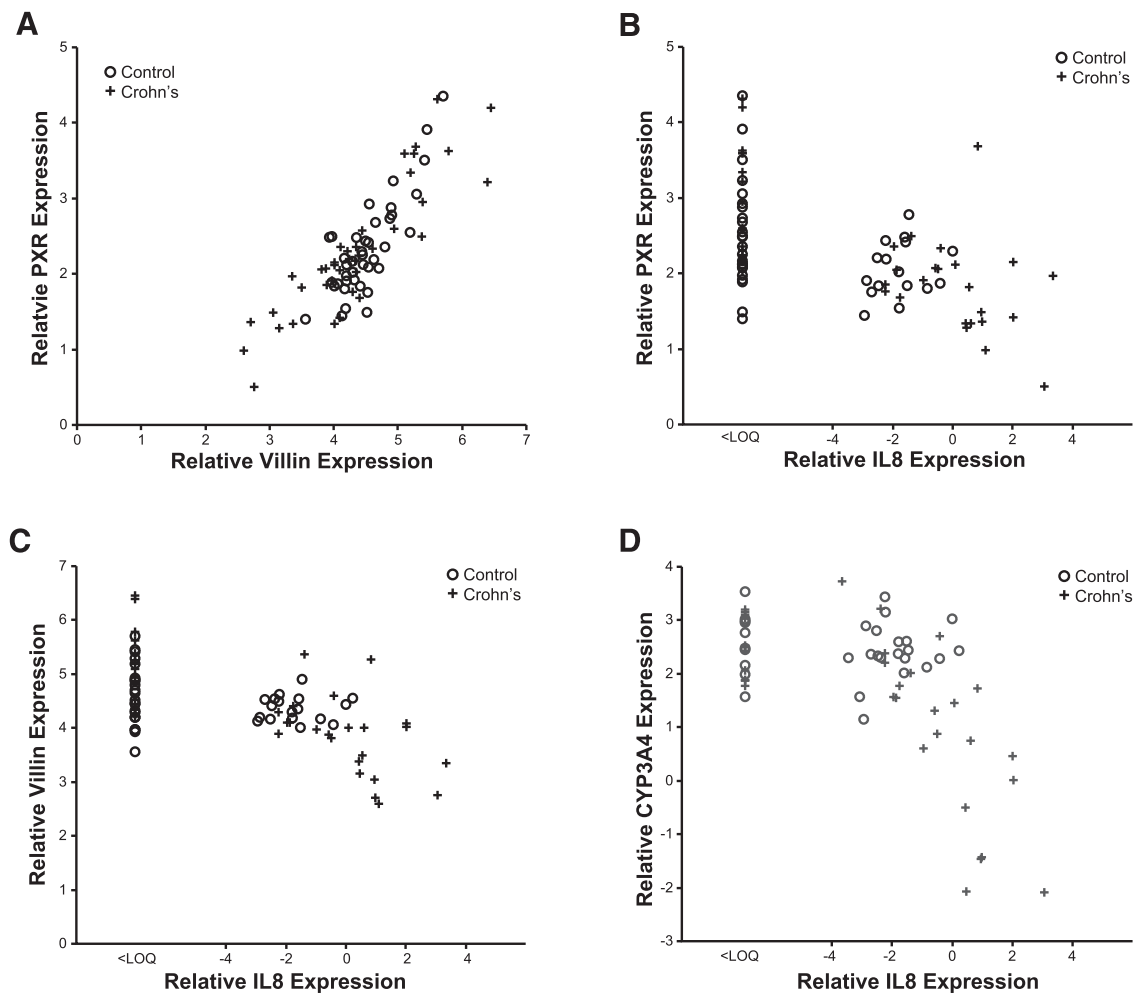 A
Relatvie PXR Expression
5
4
3
2
1
0
Control
Crohn's
0 1 2 3 4 5 6 7
Relative Villin Expression
B
Relative PXR Expression
5
4
3
2
1
0
Control
Crohn's
<LOQ -4 -2 0 2 4
Relative IL8 Expression
C
Relative Villin Expression
7
6
5
4
3
2
1
0
Control
Crohn's
<LOQ -4 -2 0 2 4
Relative IL8 Expression
D
Relative CYP3A4 Expression
4
3
2
1
0
-1
-2
-3
Control
Crohn's
<LOQ -4 -2 0 2 4
Relative IL8 Expression